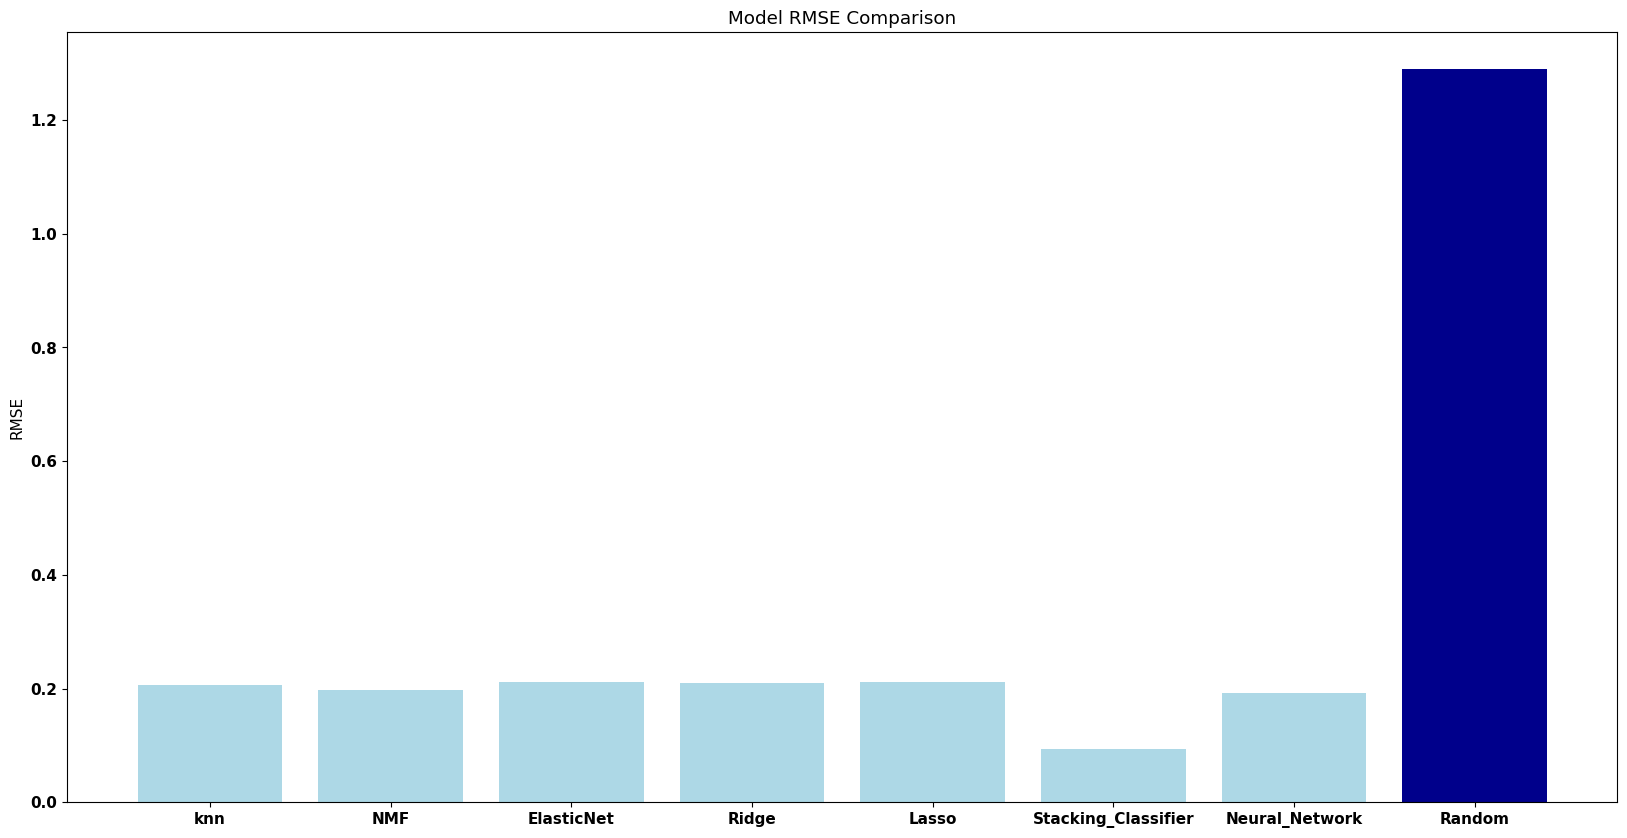 Model RMSE Comparison
RMSE
1.2
1.0
0.8
0.6
0.4
0.2
0.0
knn NMF ElasticNet Ridge Lasso Stacking_Classifier Neural_Network Random